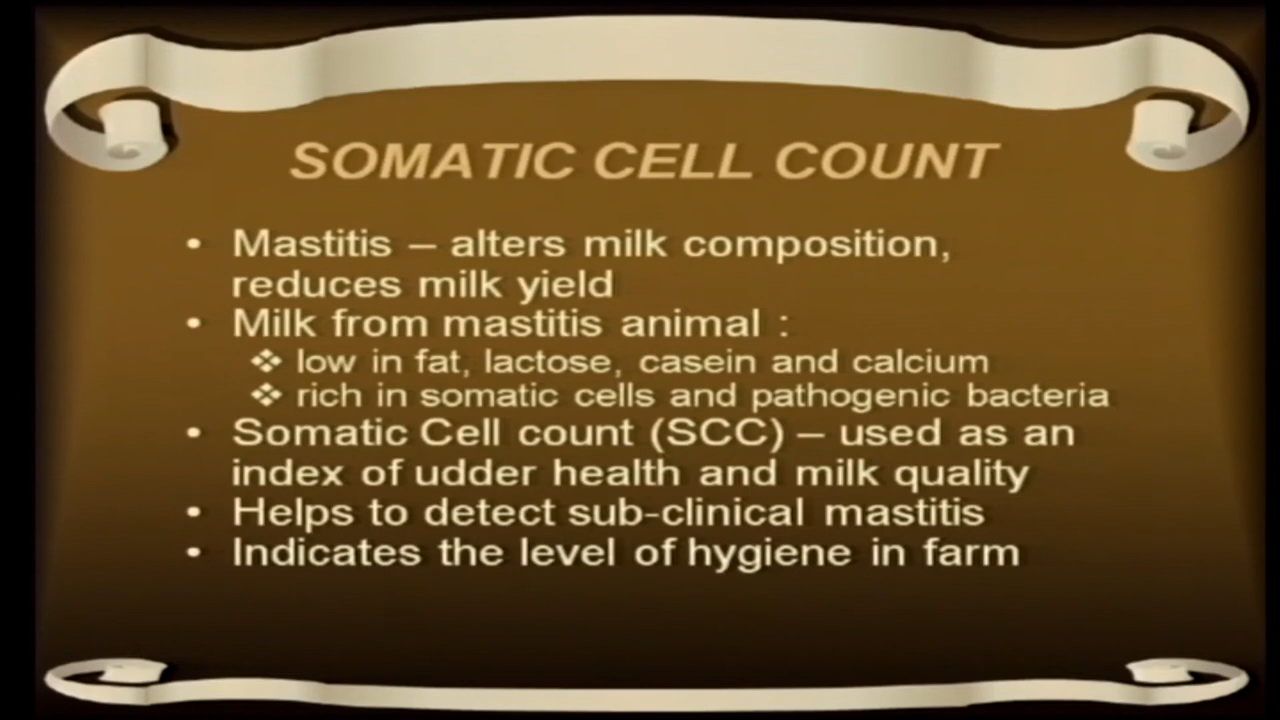 SOMATIC CELL COUNT
• Mastitis – alters milk composition,
reduces milk yield
• Milk from mastitis animal :
❖ low in fat, lactose, casein and calcium
❖ rich in somatic cells and pathogenic bacteria
• Somatic Cell count (SCC) – used as an
index of udder health and milk quality
• Helps to detect sub-clinical mastitis
• Indicates the level of hygiene in farm